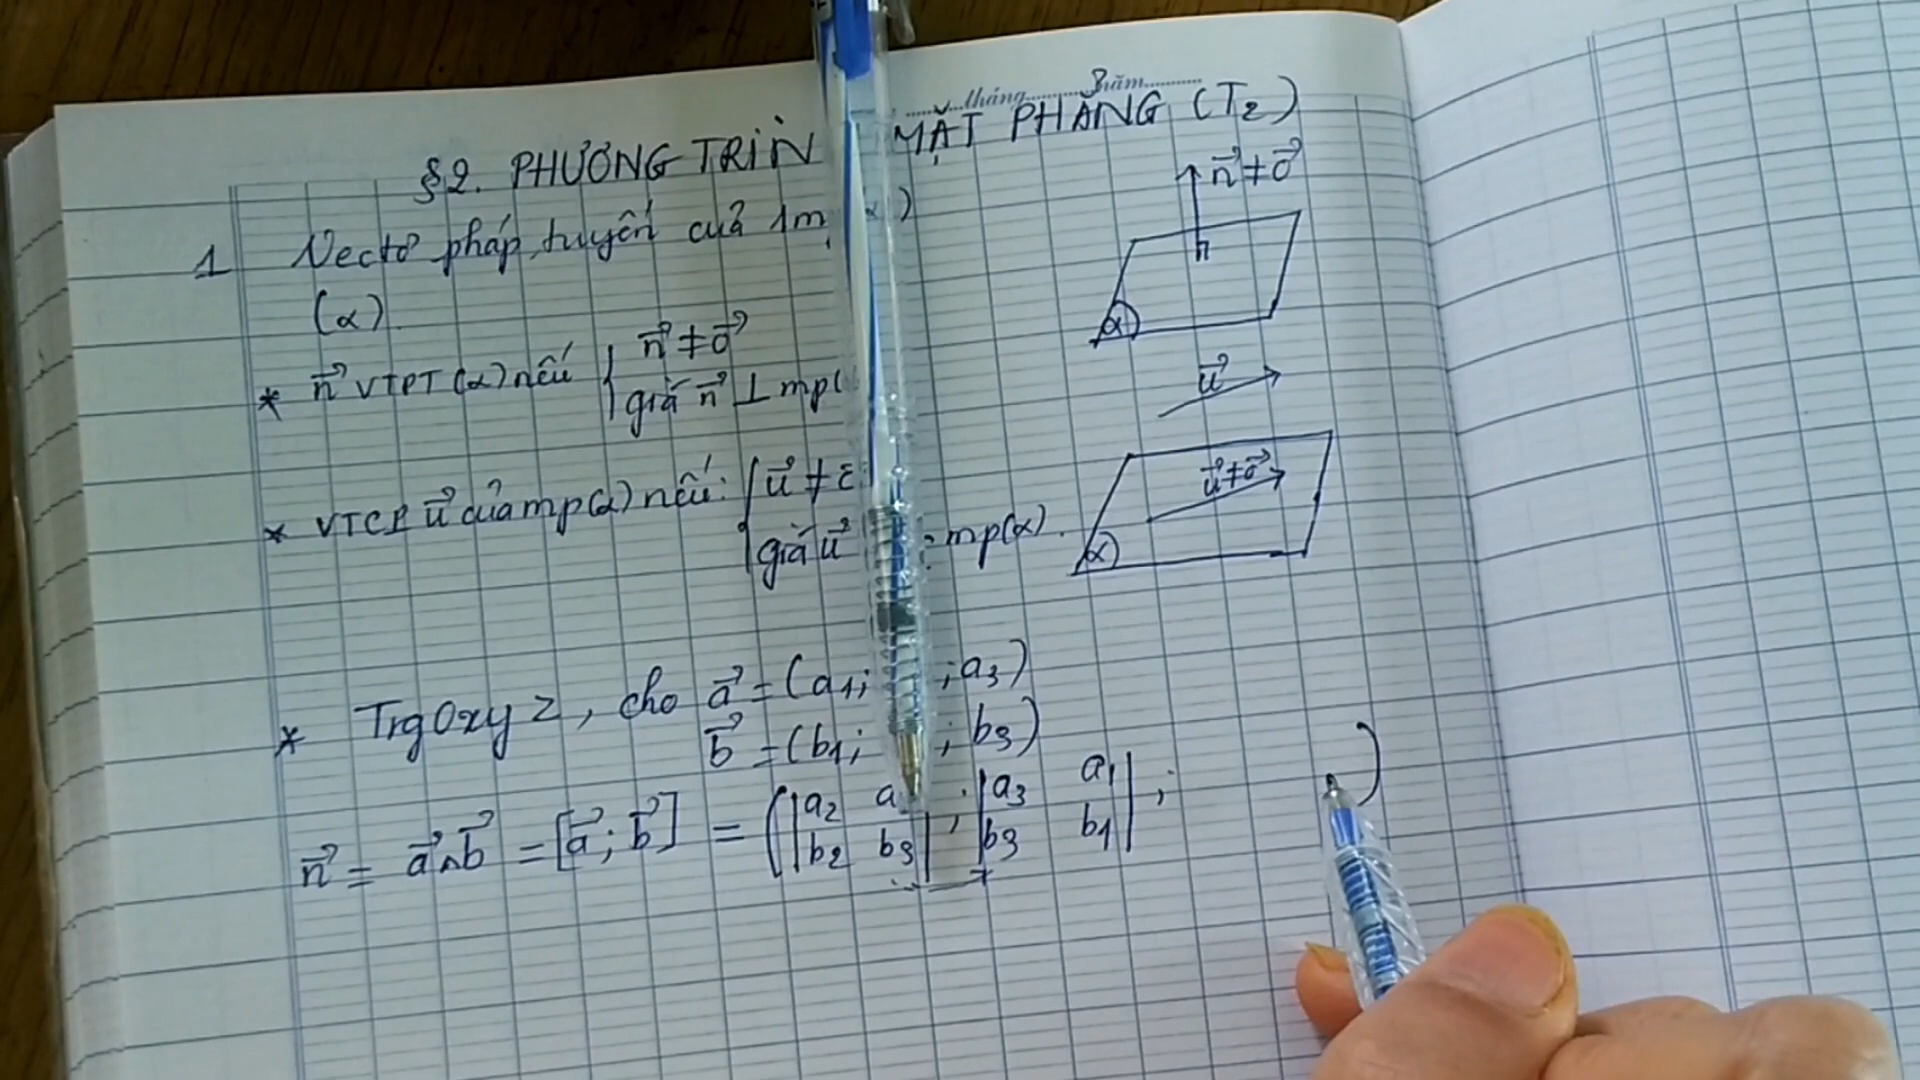 tháng năm
§2. PHƯƠNG TRÌN MẶT PHẲNG (T2)
1 Vectơ pháp tuyến của 1m α)
(α).
n⃗ ≠ 0⃗
* n⃗ VTPT (α) nếu { n⃗ ≠ 0⃗
giá n⃗ ⊥ mp(
(α)
u⃗
* VTCP u⃗ của mp(α) nếu: { u⃗ ≠
giá u⃗ mp(α).
u⃗ ≠ 0⃗
(α)
* Trg Oxyz, cho a⃗ = (a1; ; a3)
b⃗ = (b1; ; b3)
n⃗ = a⃗ ∧ b⃗ = [a⃗ ; b⃗] = (|a2 a ; |a3 a1| ; )
|b2 b3| |b3 b1|